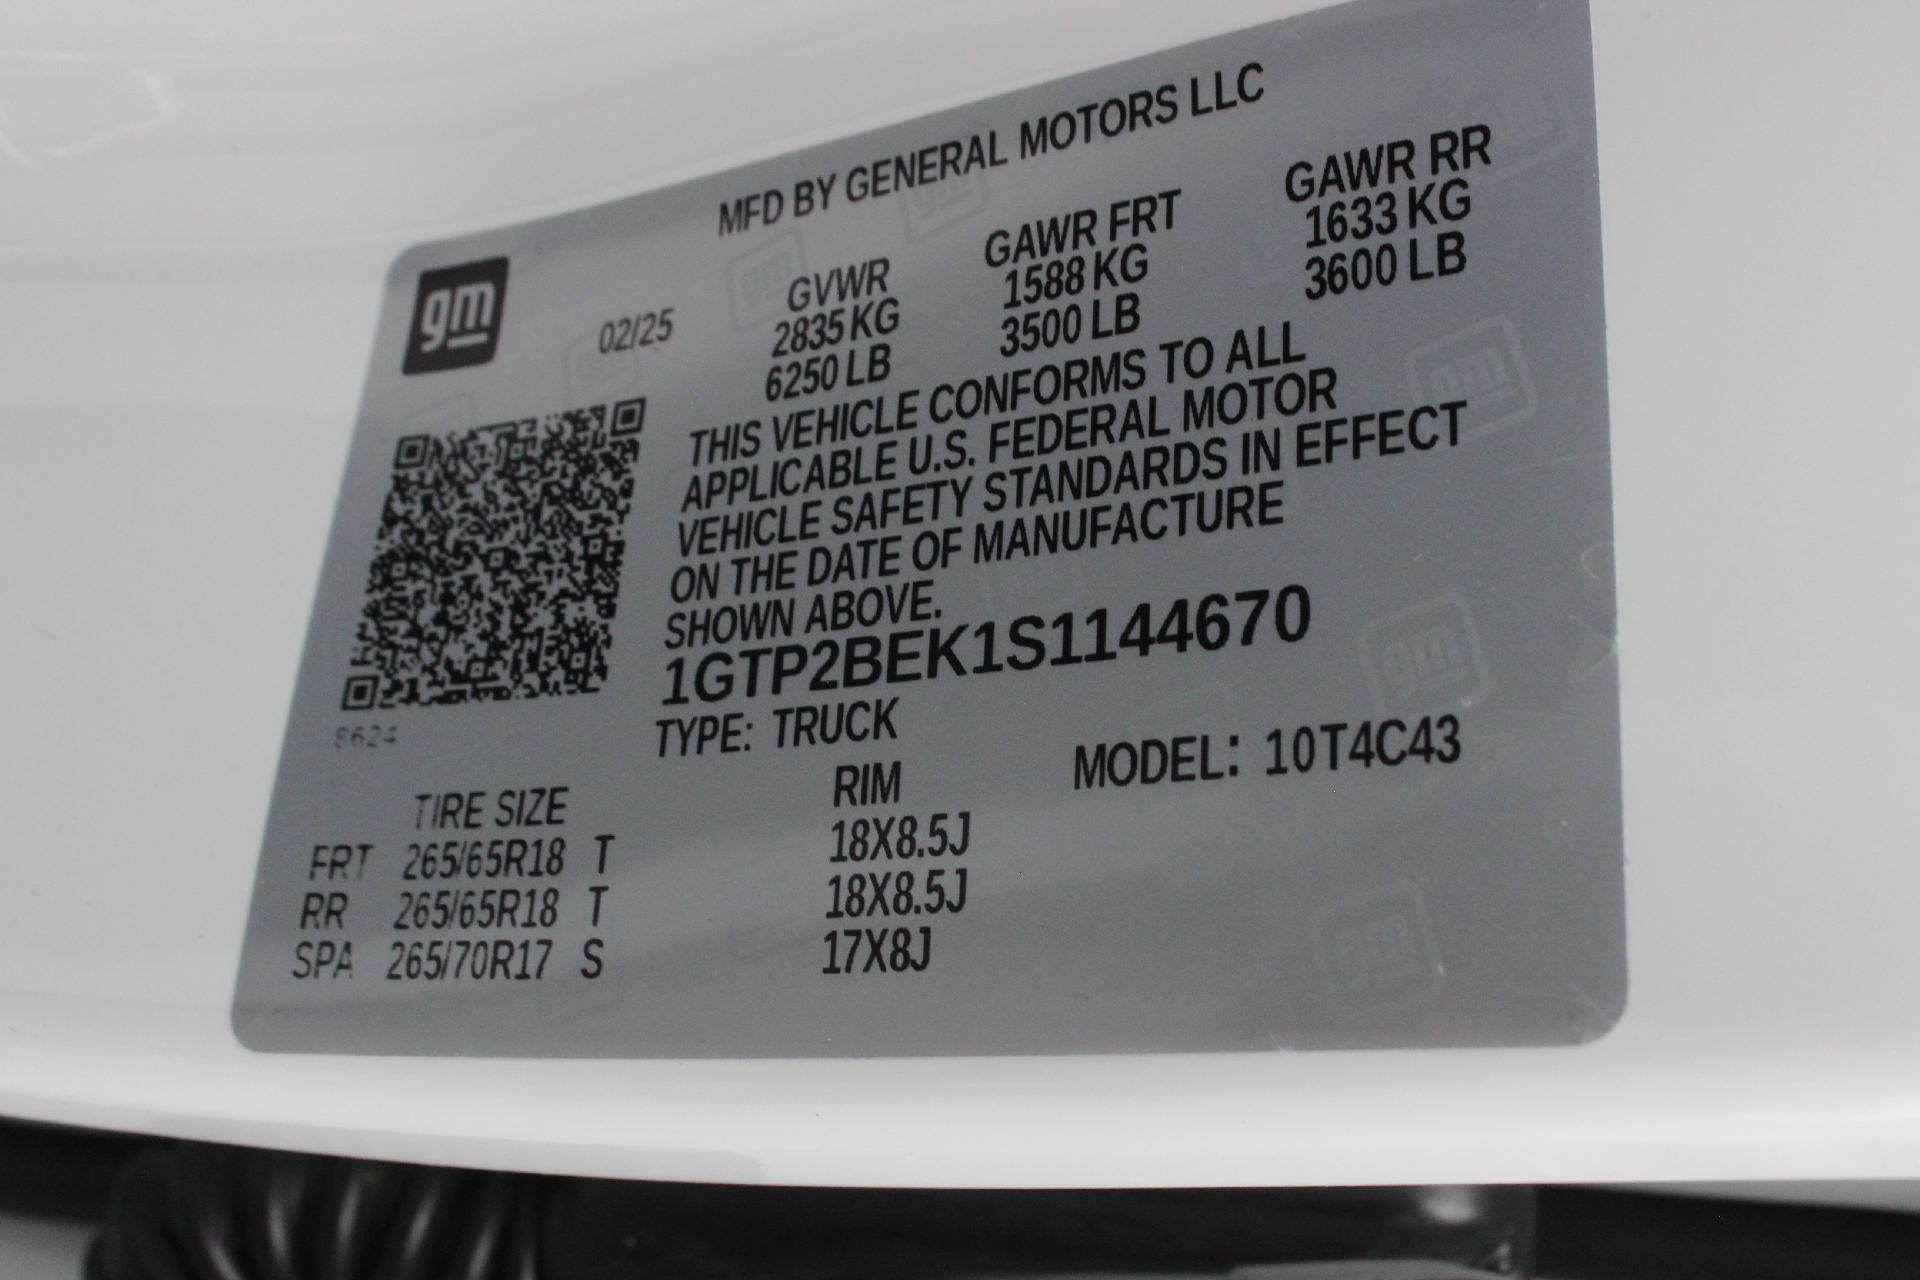 MFD BY GENERAL MOTORS LLC
gm
02/25
GVWR
2835 KG
6250 LB
GAWR FRT
1588 KG
3500 LB
GAWR RR
1633 KG
3600 LB
THIS VEHICLE CONFORMS TO ALL
APPLICABLE U.S. FEDERAL MOTOR
VEHICLE SAFETY STANDARDS IN EFFECT
ON THE DATE OF MANUFACTURE
SHOWN ABOVE.
1GTP2BEK1S1144670
8624
TYPE: TRUCK
MODEL: 10T4C43
TIRE SIZE RIM
FRT 265/65R18 T 18X8.5J
RR 265/65R18 T 18X8.5J
SPA 265/70R17 S 17X8J